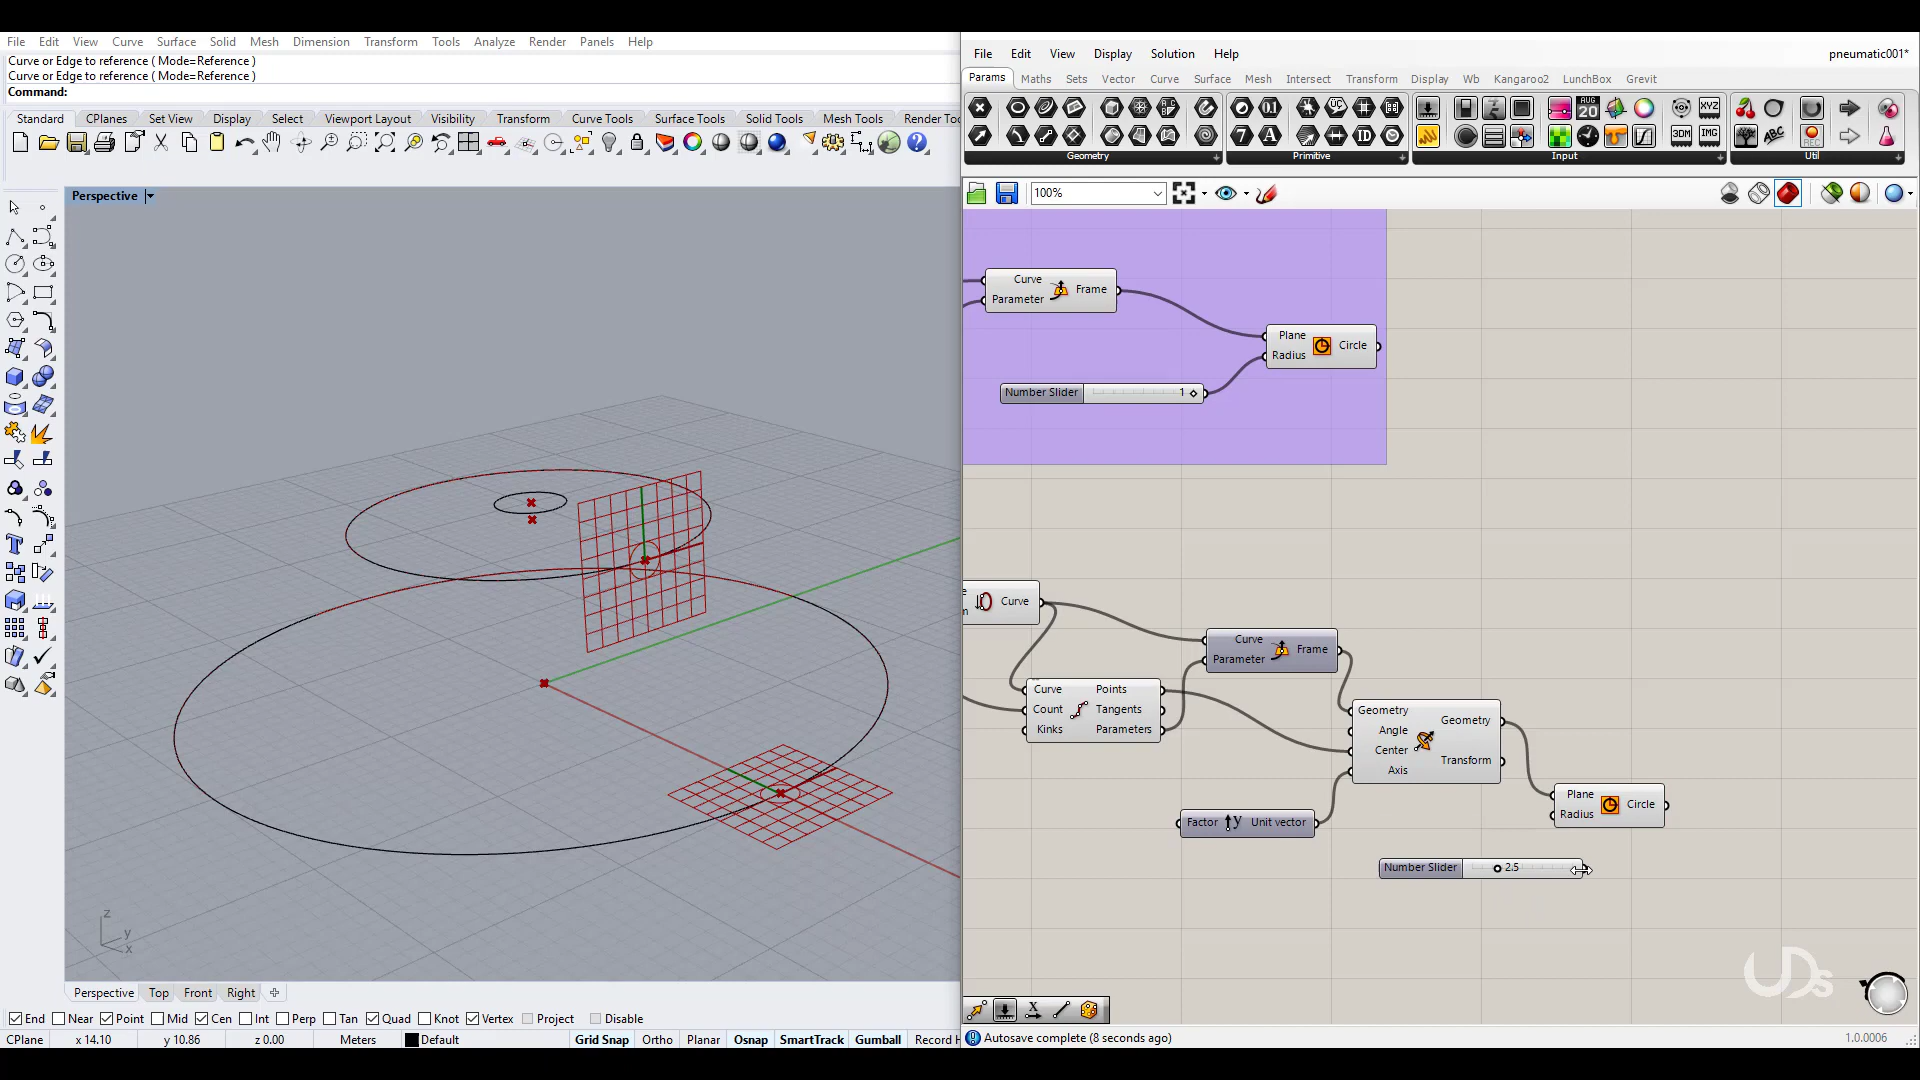 File Edit View Curve Surface Solid Mesh Dimension Transform Tools Analyze Render Panels Help
Curve or Edge to reference ( Mode=Reference )
Curve or Edge to reference ( Mode=Reference )
Command:
Standard CPlanes Set View Display Select Viewport Layout Visibility Transform Curve Tools Surface Tools Solid Tools Mesh Tools Render Too
Perspective
z
y
x
Perspective Top Front Right
End Near Point Mid Cen Int Perp Tan Quad Knot Vertex Project Disable
CPlane x 14.10 y 10.86 z 0.00 Meters Default Grid Snap Ortho Planar Osnap SmartTrack Gumball Record H
File Edit View Display Solution Help pneumatic001*
Params Maths Sets Vector Curve Surface Mesh Intersect Transform Display Wb Kangaroo2 LunchBox Grevit
Geometry Primitive Input Util
100%
Curve
Parameter
Frame
Plane
Radius
Circle
Number Slider 1
Curve
Curve
Parameter
Frame
Curve
Count
Kinks
Points
Tangents
Parameters
Geometry
Angle
Center
Axis
Geometry
Transform
Plane
Radius
Circle
Factor y Unit vector
Number Slider 2.5
UDs
Autosave complete (8 seconds ago) 1.0.0006